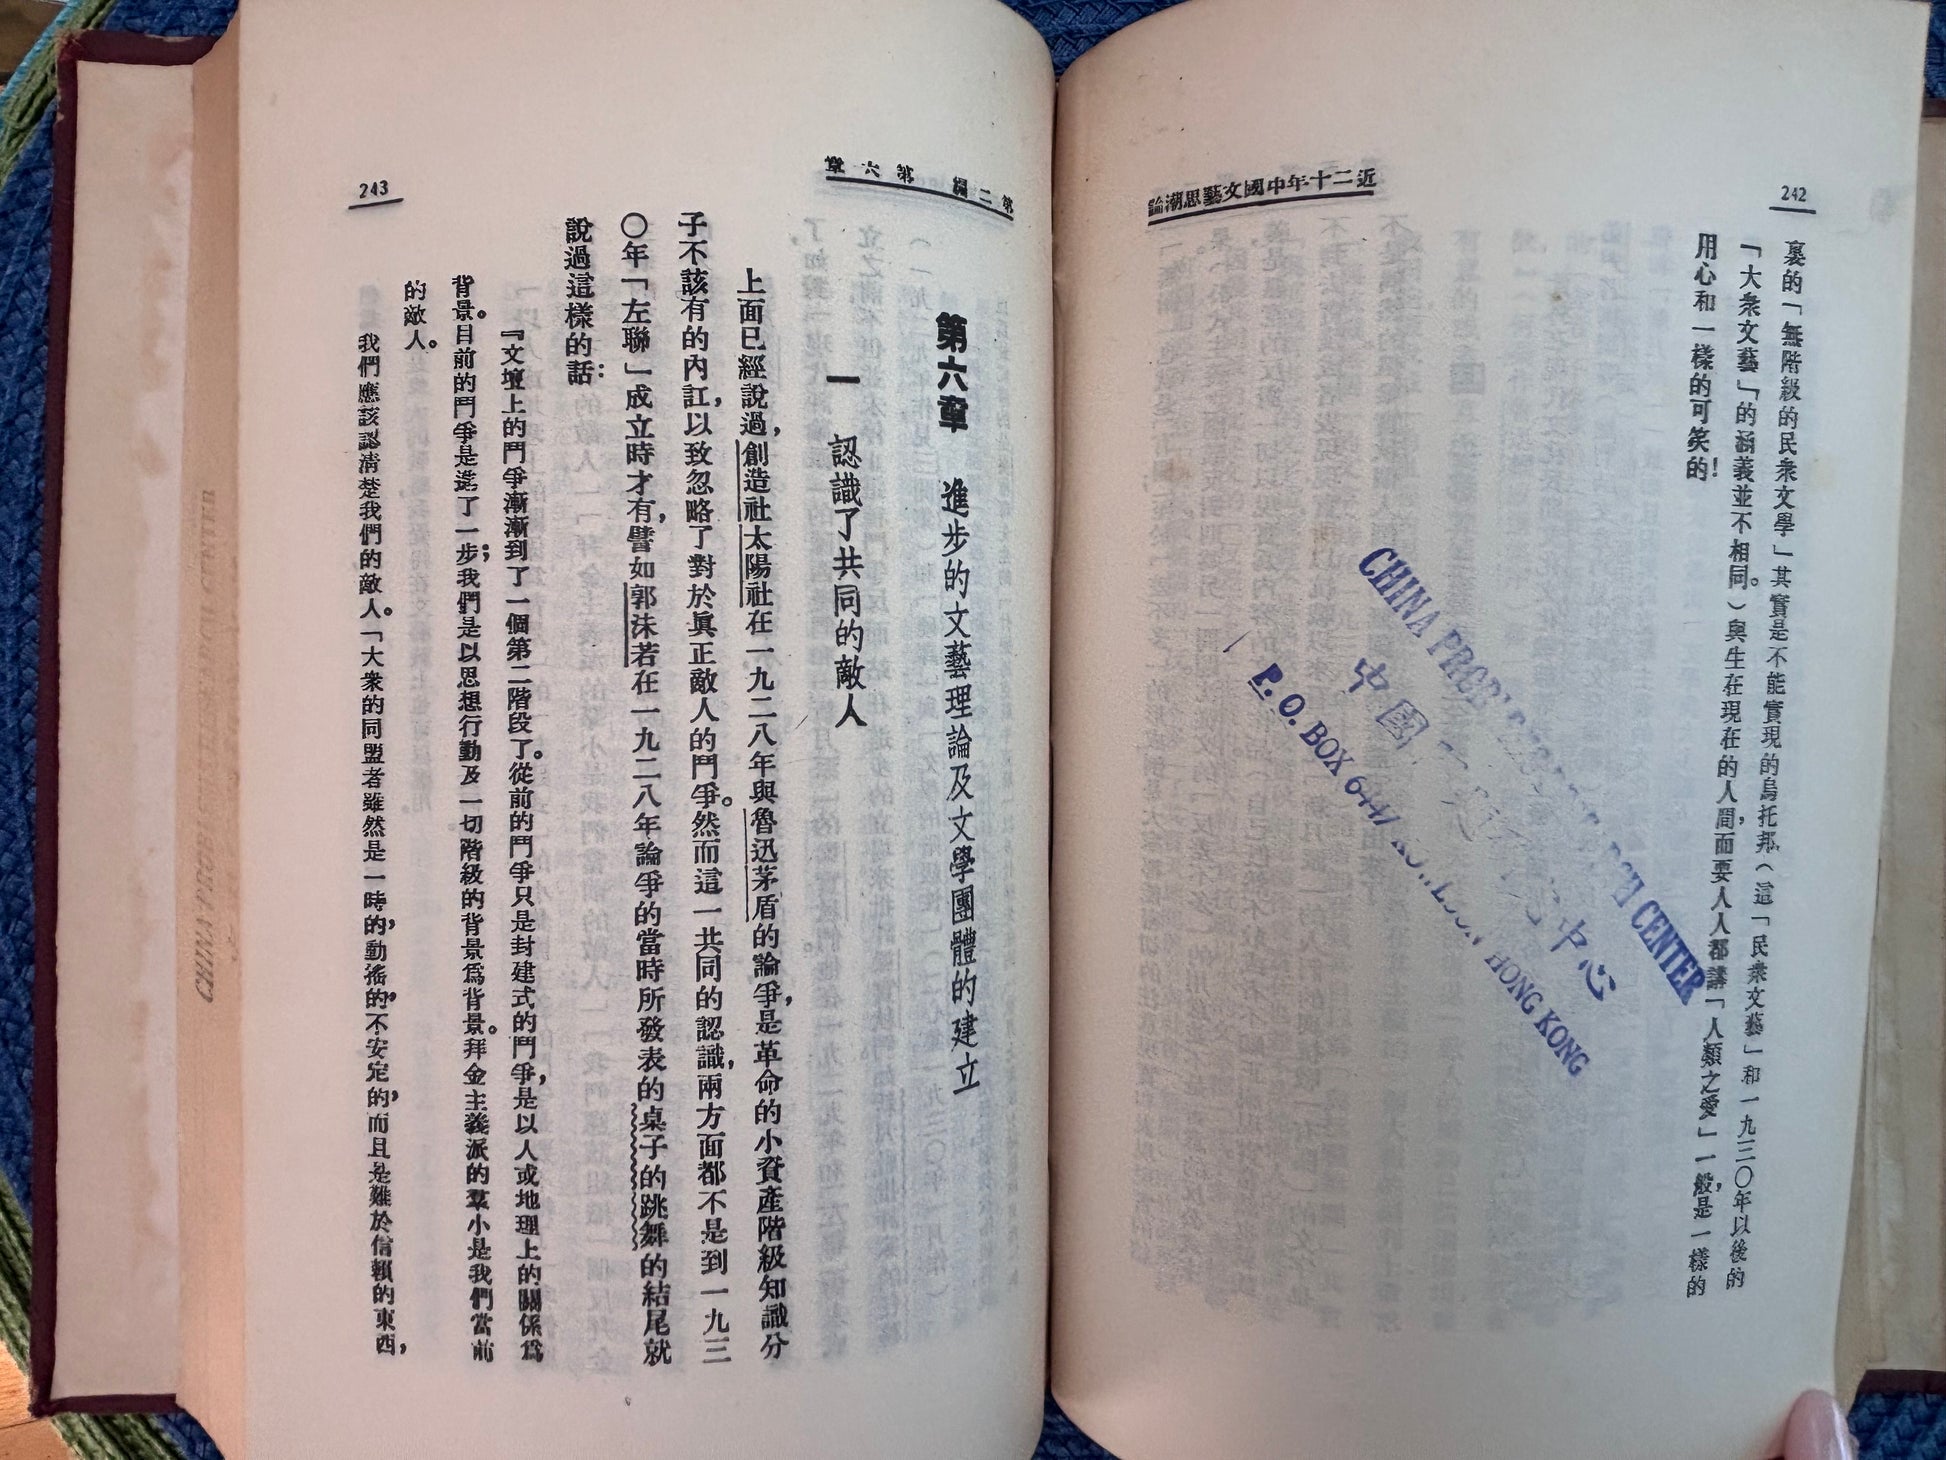 242
近二十年中國文藝思潮論
裏的「無階級的民衆文學」其實是不能實現的烏托邦（這「民衆文藝」和一九三〇年以後的
「大衆文藝」的涵義並不相同。）與生在現在的人間，而要人人都講「人類之愛」一般，是一樣的
用心和一樣的可笑的！
CHINA RCH CENTER
中國 中心
P. O. BOX 6447 KOWLOON HONG KONG
第二編 第六章
243
第六章 進步的文藝理論及文學團體的建立
一 認識了共同的敵人
上面已經說過，創造社太陽社在一九二八年與魯迅茅盾的論爭，是革命的小資產階級知識分
子不該有的內訌，以致忽略了對於眞正敵人的鬥爭。然而這一共同的認識，兩方面都不是到一九三
〇年「左聯」成立時才有，譬如郭沫若在一九二八年論爭的當時所發表的桌子的跳舞的結尾就
說過這樣的話：
『文壇上的鬥爭漸漸到了一個第二階段了。從前的鬥爭只是封建式的鬥爭，是以人或地理上的關係爲
背景。目前的鬥爭是進了一步；我們是以思想行動及一切階級的背景爲背景。拜金主義派的羣小是我們當前
的敵人。
我們應該認清楚我們的敵人。「大衆的同盟者雖然是一時的，動搖的，不安定的，而且是難於信賴的東西，